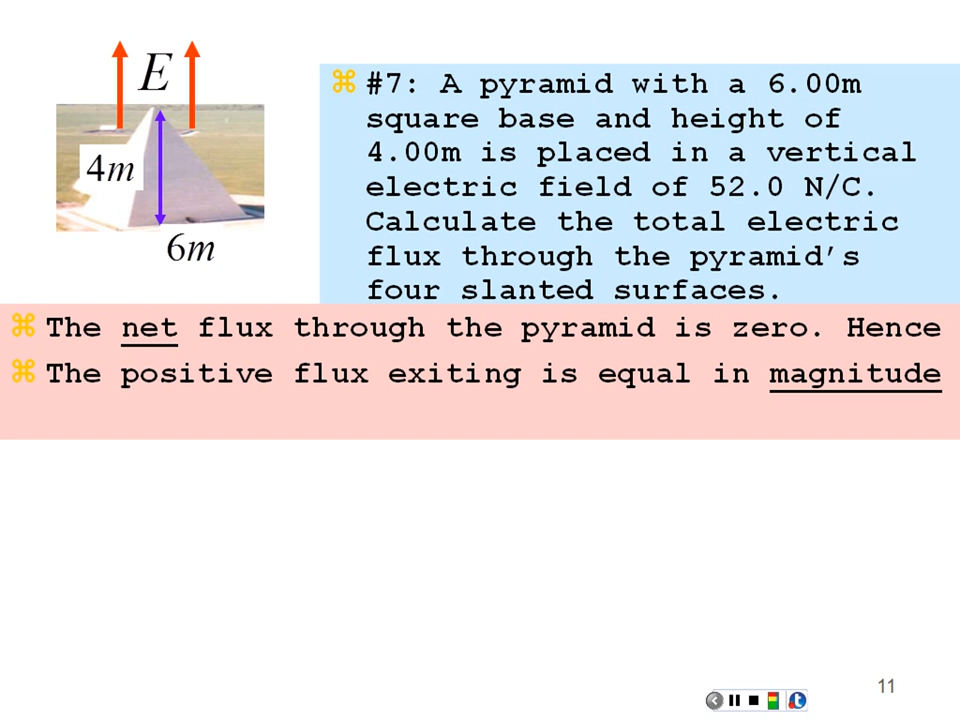 E
4m
6m
#7: A pyramid with a 6.00m
square base and height of
4.00m is placed in a vertical
electric field of 52.0 N/C.
Calculate the total electric
flux through the pyramid's
four slanted surfaces.
The net flux through the pyramid is zero. Hence
The positive flux exiting is equal in magnitude
11